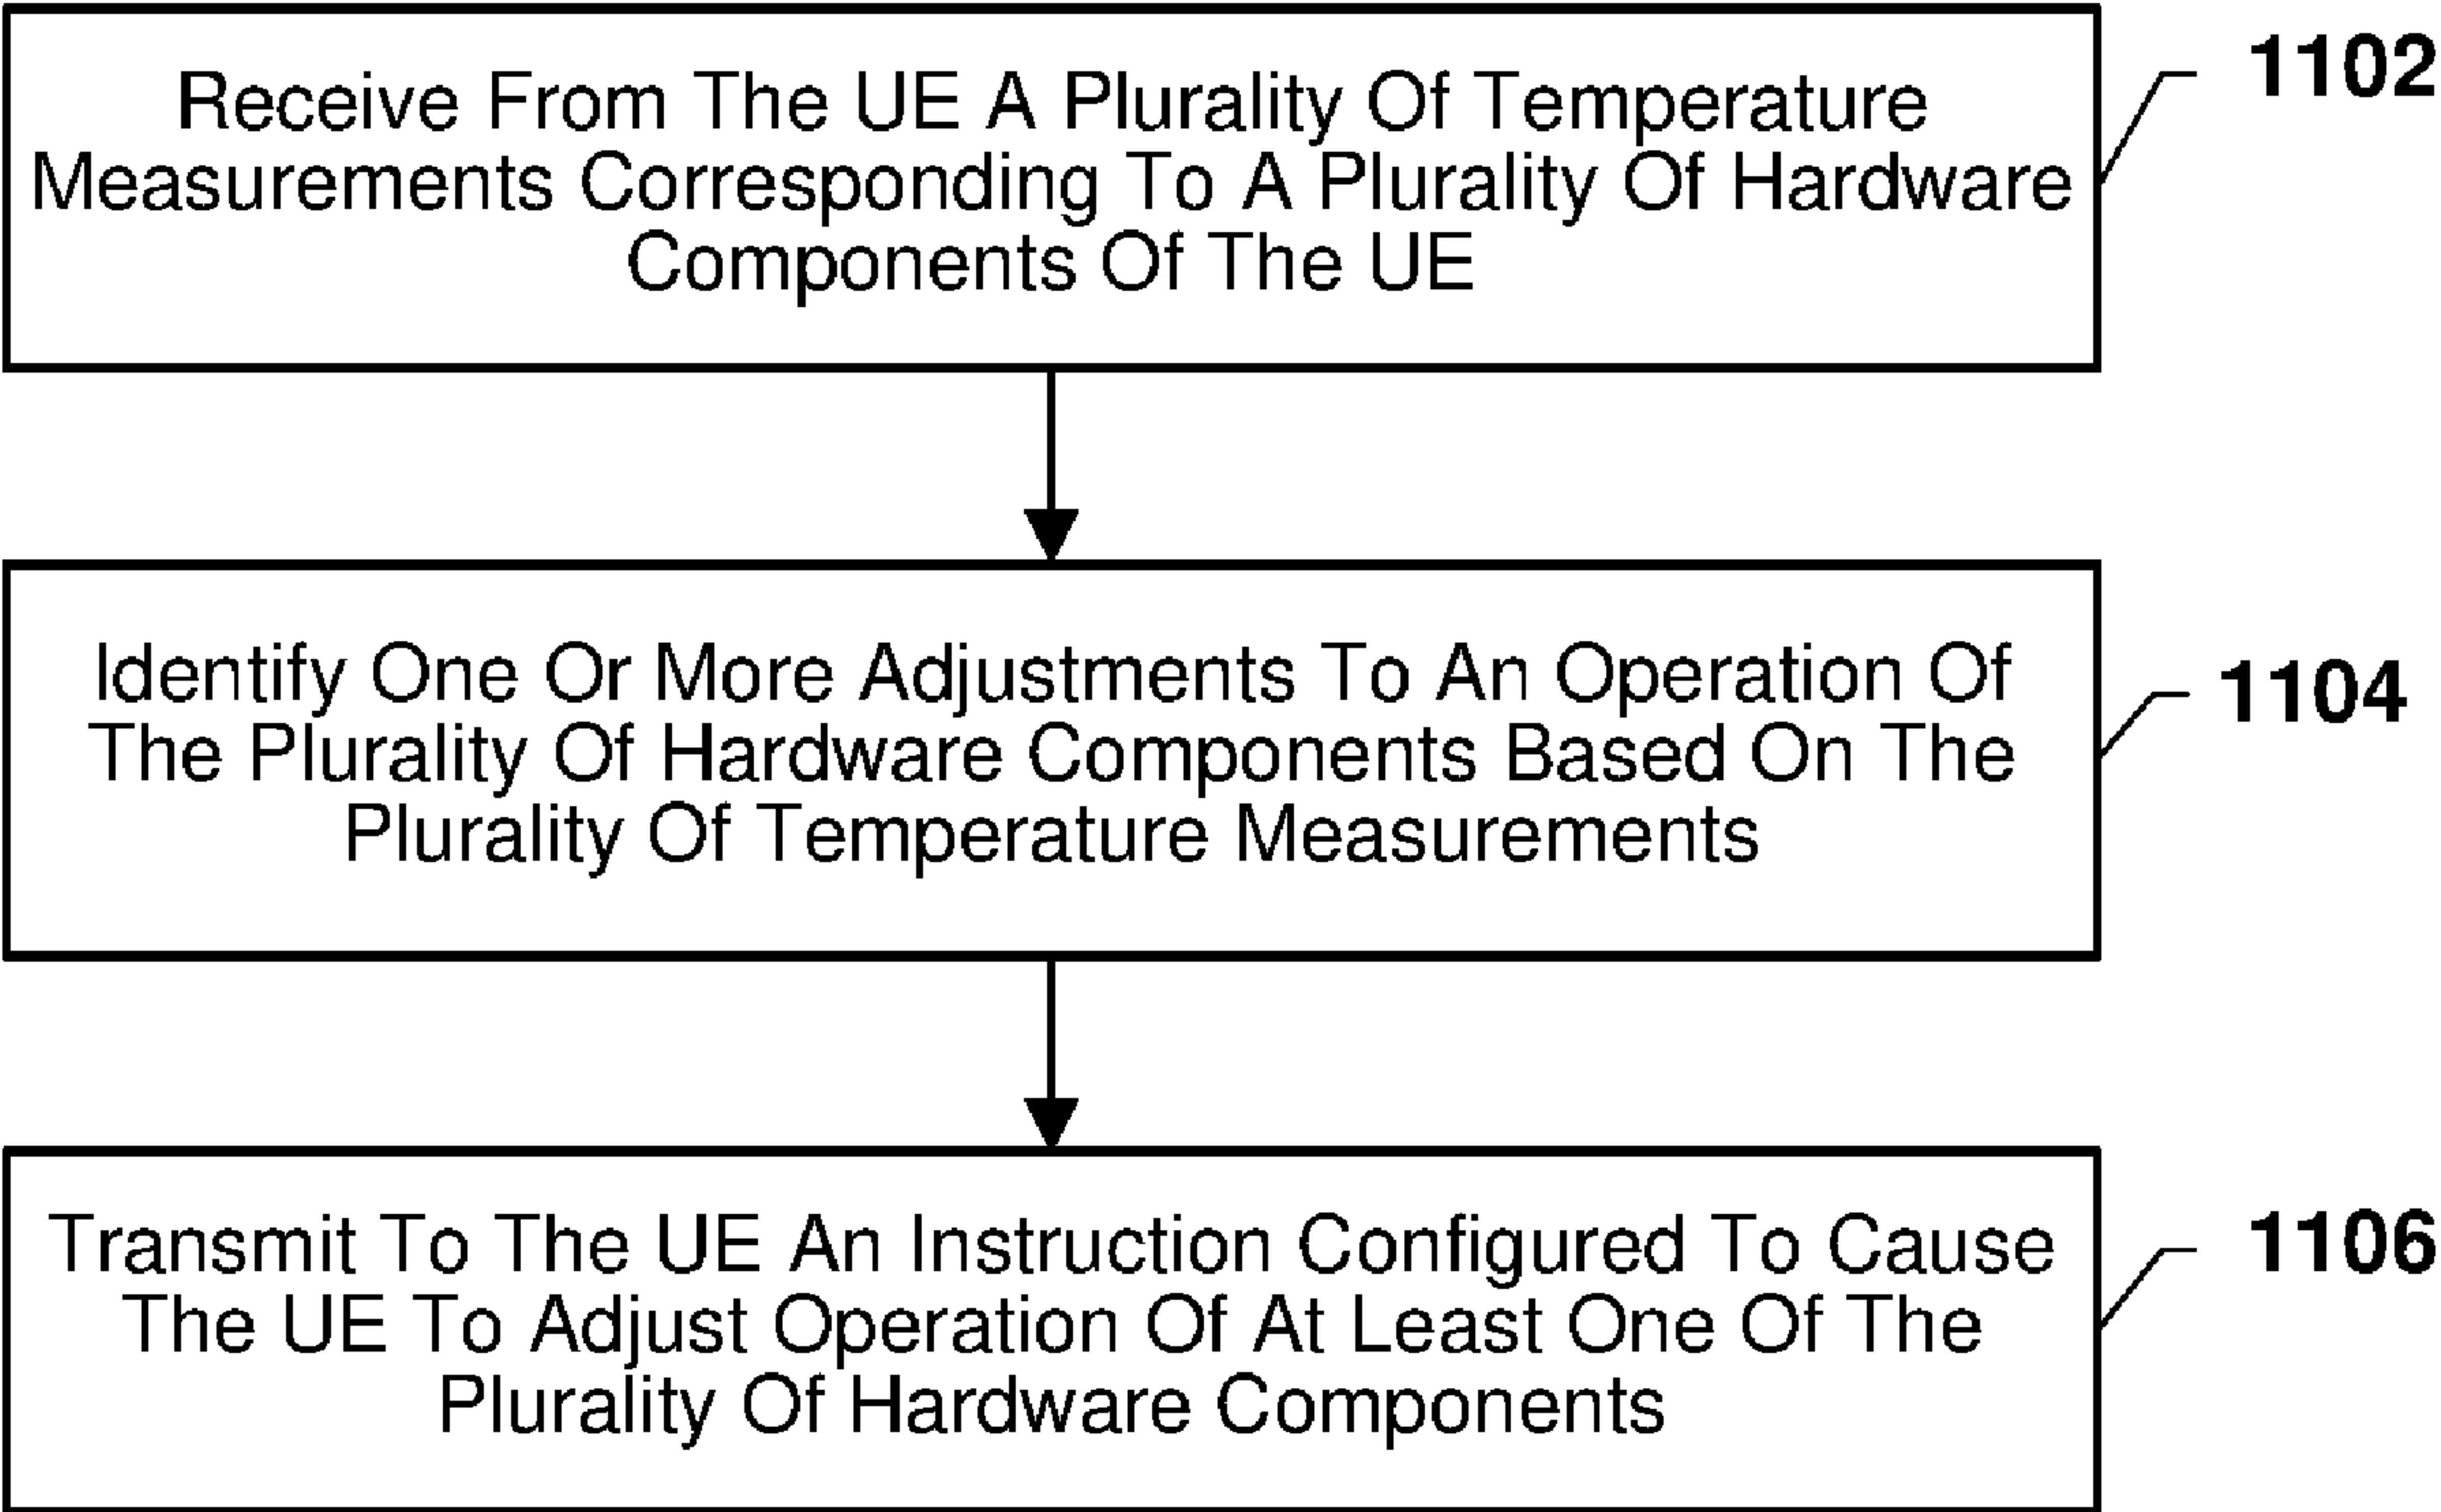 Receive From The UE A Plurality Of Temperature
Measurements Corresponding To A Plurality Of Hardware
Components Of The UE
1102
Identify One Or More Adjustments To An Operation Of
The Plurality Of Hardware Components Based On The
Plurality Of Temperature Measurements
1104
Transmit To The UE An Instruction Configured To Cause
The UE To Adjust Operation Of At Least One Of The
Plurality Of Hardware Components
1106